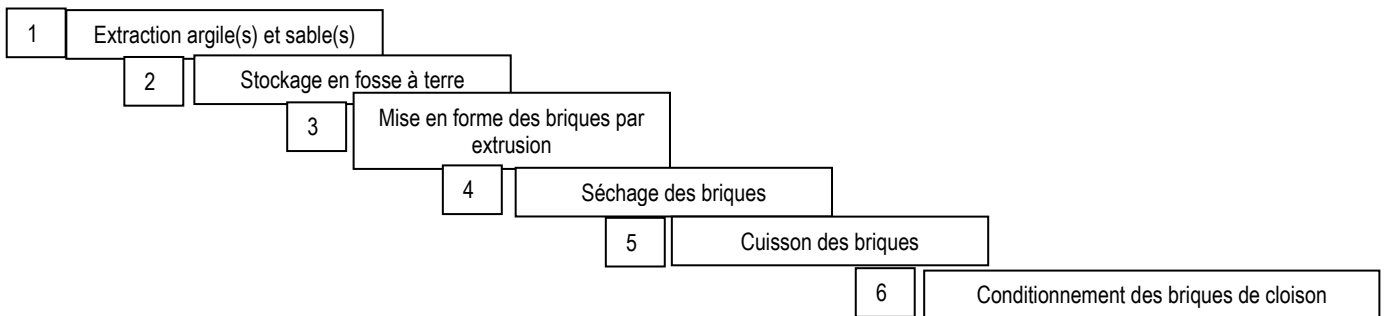 1 Extraction argile(s) et sable(s)
2 Stockage en fosse à terre
3 Mise en forme des briques par
extrusion
4 Séchage des briques
5 Cuisson des briques
6 Conditionnement des briques de cloison